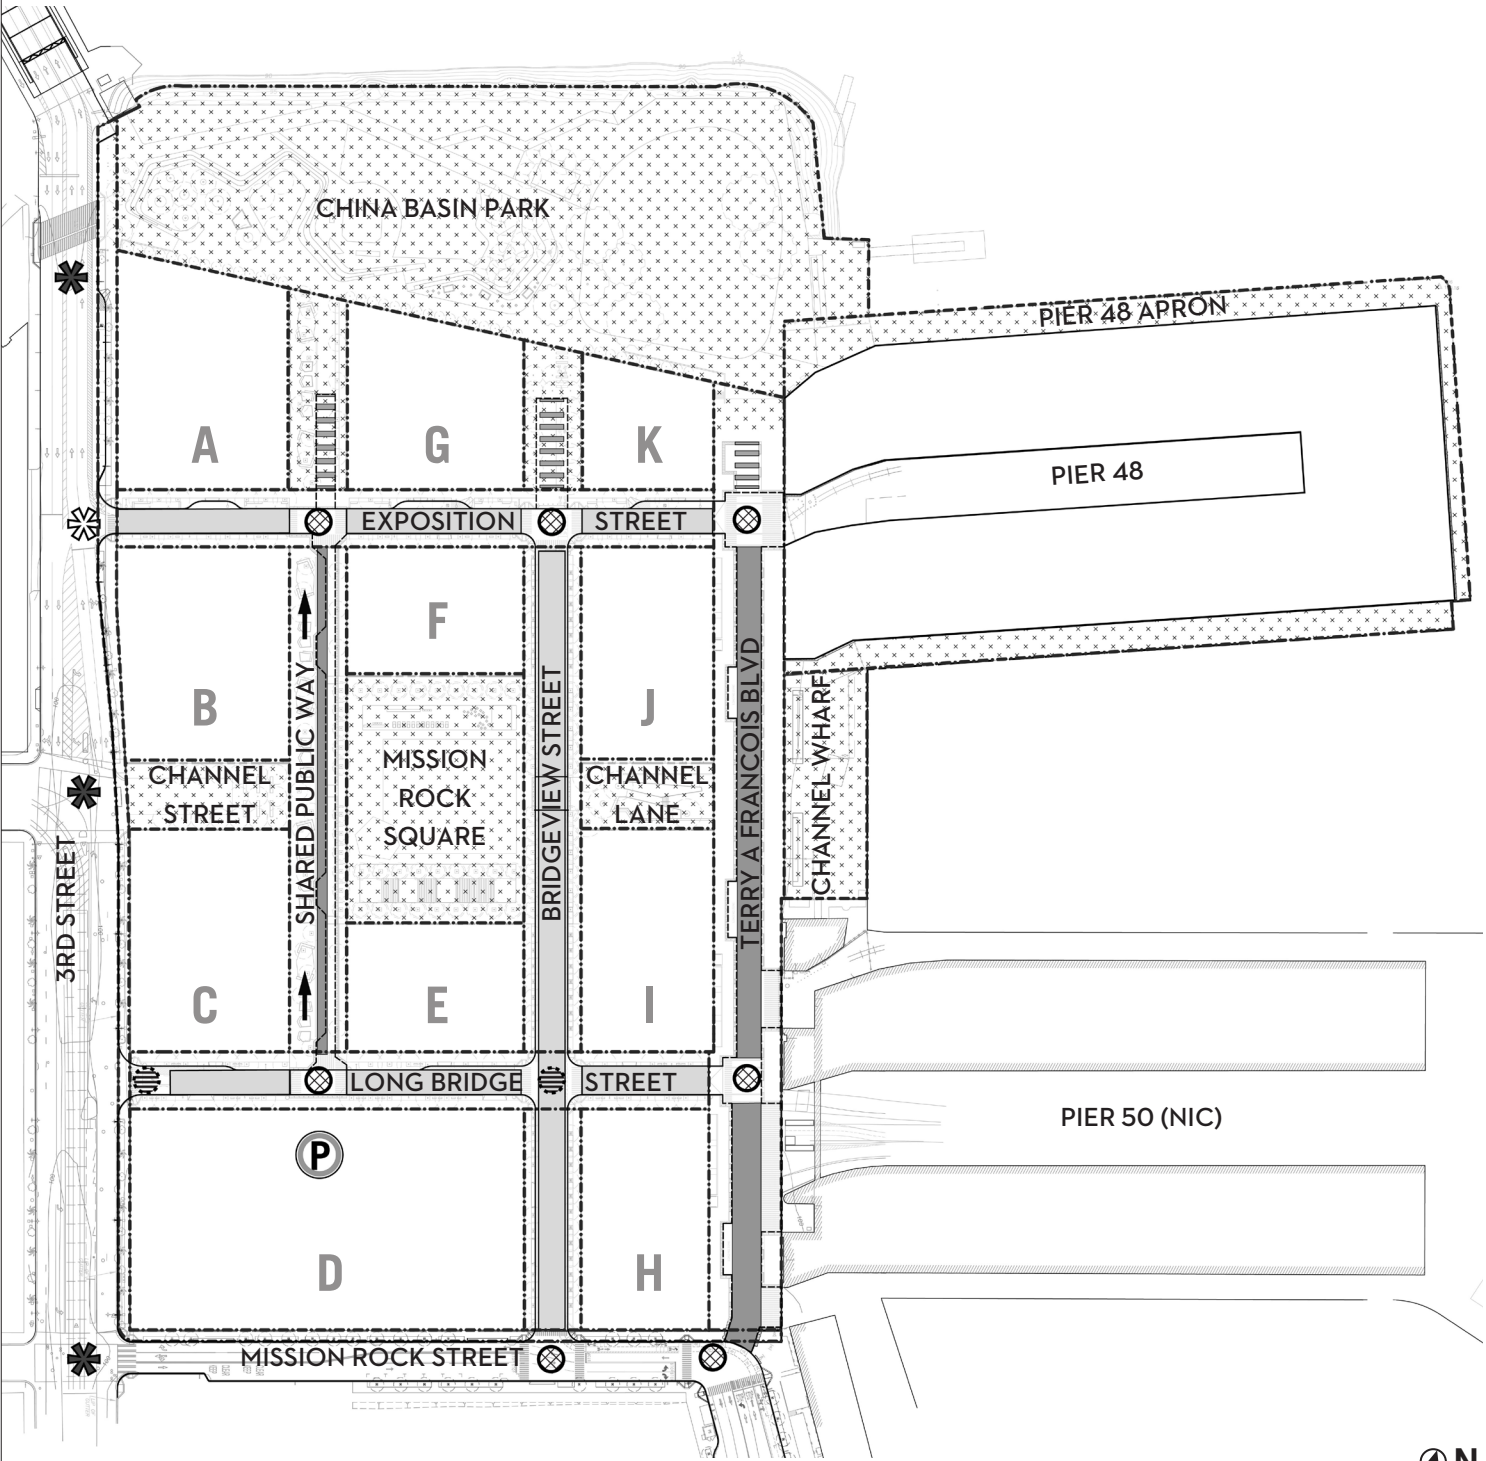 CHINA BASIN PARK
PIER 48 APRON
A
G
K
PIER 48
EXPOSITION STREET
F
B
J
SHARED PUBLIC WAY
BRIDGEVIEW STREET
TERRY A FRANCOIS BLVD
CHANNEL WHARF
MISSION
ROCK
SQUARE
CHANNEL
STREET
CHANNEL
LANE
3RD STREET
C
E
I
LONG BRIDGE STREET
PIER 50 (NIC)
P
D
H
MISSION ROCK STREET
N